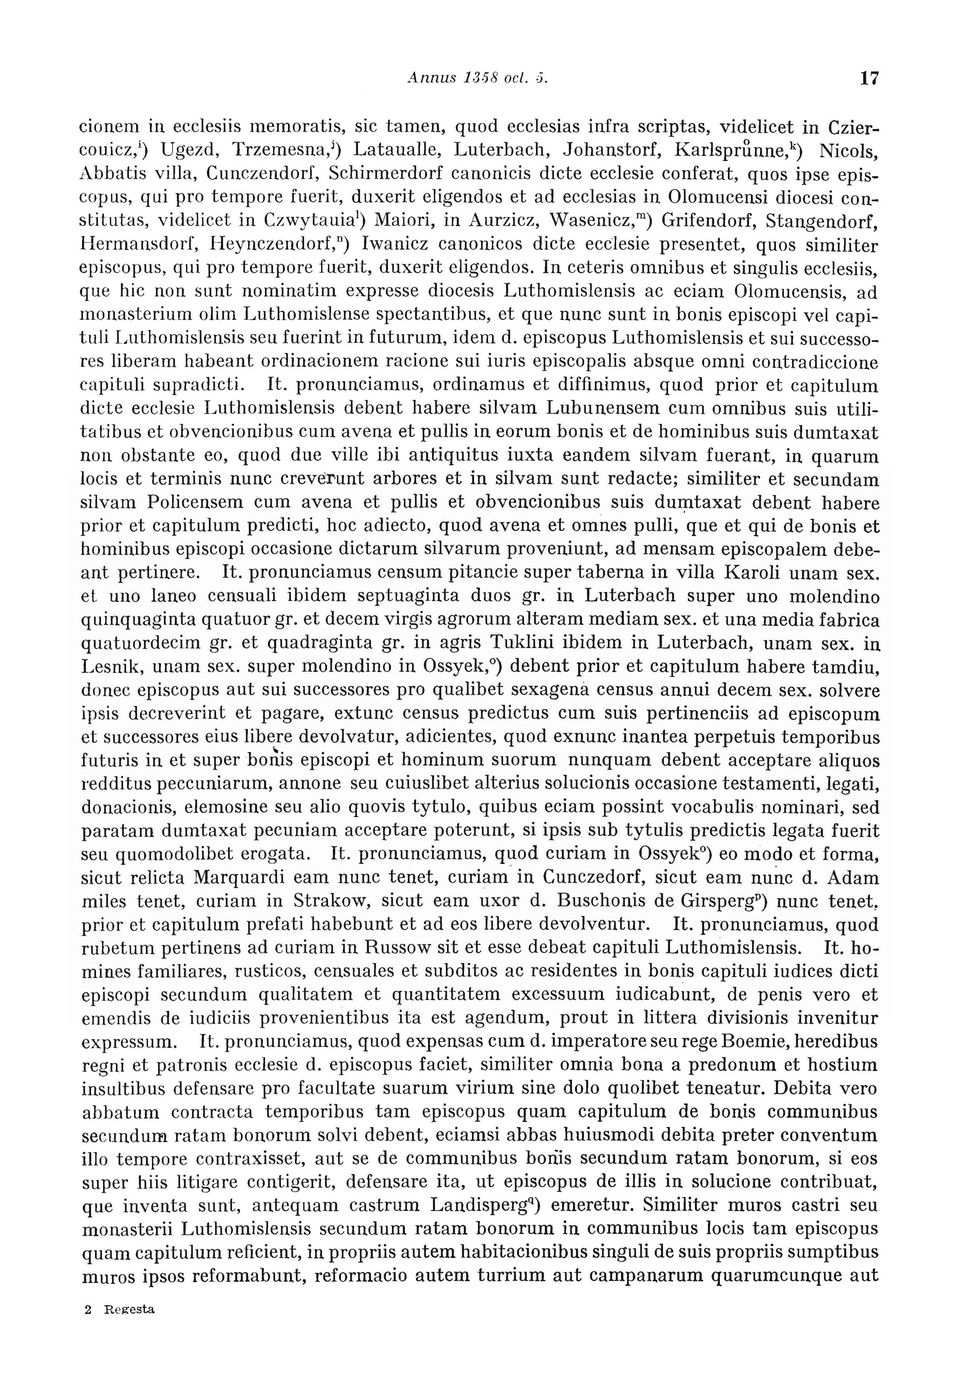 Annus 1358 oct. 5. 17
cionem in ecclesiis memoratis, sic tamen, quod ecclesias infra scriptas, videlicet in Czier-
couicz,ⁱ) Ugezd, Trzemesna,ʲ) Lataualle, Luterbach, Johanstorf, Karlsprůnne,ᵏ) Nicols,
Abbatis villa, Cunczendorf, Schirmerdorf canonicis dicte ecclesie conferat, quos ipse epis-
copus, qui pro tempore fuerit, duxerit eligendos et ad ecclesias in Olomucensi diocesi con-
stitutas, videlicet in Czwytauiaˡ) Maiori, in Aurzicz, Wasenicz,ᵐ) Grifendorf, Stangendorf,
Hermansdorf, Heynczendorf,ⁿ) Iwanicz canonicos dicte ecclesie presentet, quos similiter
episcopus, qui pro tempore fuerit, duxerit eligendos. In ceteris omnibus et singulis ecclesiis,
que hic non sunt nominatim expresse diocesis Luthomislensis ac eciam Olomucensis, ad
monasterium olim Luthomislense spectantibus, et que nunc sunt in bonis episcopi vel capi-
tuli Luthomislensis seu fuerint in futurum, idem d. episcopus Luthomislensis et sui successo-
res liberam habeant ordinacionem racione sui iuris episcopalis absque omni contradiccione
capituli supradicti. It. pronunciamus, ordinamus et diffinimus, quod prior et capitulum
dicte ecclesie Luthomislensis debent habere silvam Lubunensem cum omnibus suis utili-
tatibus et obvencionibus cum avena et pullis in eorum bonis et de hominibus suis dumtaxat
non obstante eo, quod due ville ibi antiquitus iuxta eandem silvam fuerant, in quarum
locis et terminis nunc creverunt arbores et in silvam sunt redacte; similiter et secundam
silvam Policensem cum avena et pullis et obvencionibus suis dumtaxat debent habere
prior et capitulum predicti, hoc adiecto, quod avena et omnes pulli, que et qui de bonis et
hominibus episcopi occasione dictarum silvarum proveniunt, ad mensam episcopalem debe-
ant pertinere. It. pronunciamus censum pitancie super taberna in villa Karoli unam sex.
et uno laneo censuali ibidem septuaginta duos gr. in Luterbach super uno molendino
quinquaginta quatuor gr. et decem virgis agrorum alteram mediam sex. et una media fabrica
quatuordecim gr. et quadraginta gr. in agris Tuklini ibidem in Luterbach, unam sex. in
Lesnik, unam sex. super molendino in Ossyek,ᵒ) debent prior et capitulum habere tamdiu,
donec episcopus aut sui successores pro qualibet sexagena census annui decem sex. solvere
ipsis decreverint et pagare, extunc census predictus cum suis pertinenciis ad episcopum
et successores eius libere devolvatur, adicientes, quod exnunc inantea perpetuis temporibus
futuris in et super bonis episcopi et hominum suorum nunquam debent acceptare aliquos
redditus peccuniarum, annone seu cuiuslibet alterius solucionis occasione testamenti, legati,
donacionis, elemosine seu alio quovis tytulo, quibus eciam possint vocabulis nominari, sed
paratam dumtaxat pecuniam acceptare poterunt, si ipsis sub tytulis predictis legata fuerit
seu quomodolibet erogata. It. pronunciamus, quod curiam in Ossyekᵒ) eo modo et forma,
sicut relicta Marquardi eam nunc tenet, curiam in Cunczedorf, sicut eam nunc d. Adam
miles tenet, curiam in Strakow, sicut eam uxor d. Buschonis de Girspergᵖ) nunc tenet,
prior et capitulum prefati habebunt et ad eos libere devolventur. It. pronunciamus, quod
rubetum pertinens ad curiam in Russow sit et esse debeat capituli Luthomislensis. It. ho-
mines familiares, rusticos, censuales et subditos ac residentes in bonis capituli iudices dicti
episcopi secundum qualitatem et quantitatem excessuum iudicabunt, de penis vero et
emendis de iudiciis provenientibus ita est agendum, prout in littera divisionis invenitur
expressum. It. pronunciamus, quod expensas cum d. imperatore seu rege Boemie, heredibus
regni et patronis ecclesie d. episcopus faciet, similiter omnia bona a predonum et hostium
insultibus defensare pro facultate suarum virium sine dolo quolibet teneatur. Debita vero
abbatum contracta temporibus tam episcopus quam capitulum de bonis communibus
secundum ratam bonorum solvi debent, eciamsi abbas huiusmodi debita preter conventum
illo tempore contraxisset, aut se de communibus bonis secundum ratam bonorum, si eos
super hiis litigare contigerit, defensare ita, ut episcopus de illis in solucione contribuat,
que inventa sunt, antequam castrum Landisperg<sup>q</sup>) emeretur. Similiter muros castri seu
monasterii Luthomislensis secundum ratam bonorum in communibus locis tam episcopus
quam capitulum reficient, in propriis autem habitacionibus singuli de suis propriis sumptibus
muros ipsos reformabunt, reformacio autem turrium aut campanarum quarumcunque aut
2 Regesta